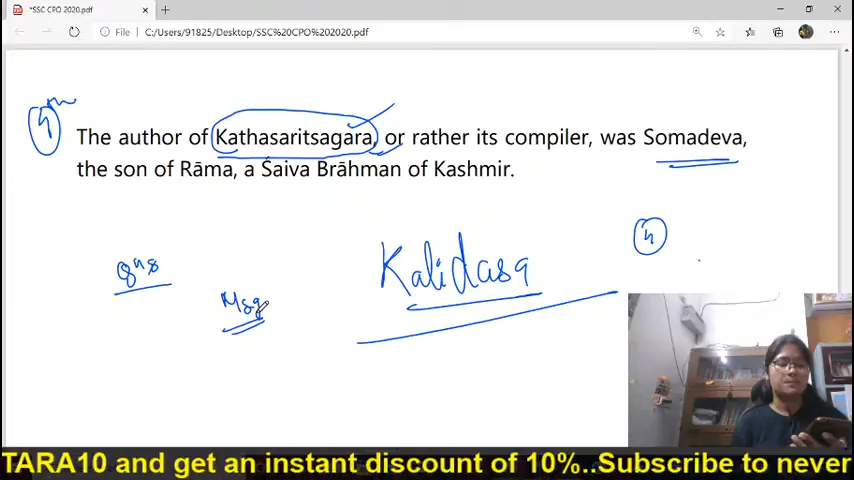 *SSC CPO 2020.pdf
File | C:/Users/91825/Desktop/SSC%20CPO%202020.pdf
The author of Kathasaritsagara, or rather its compiler, was Somadeva,
the son of Rāma, a Śaiva Brāhman of Kashmir.
Kalidasa
TARA10 and get an instant discount of 10%..Subscribe to never